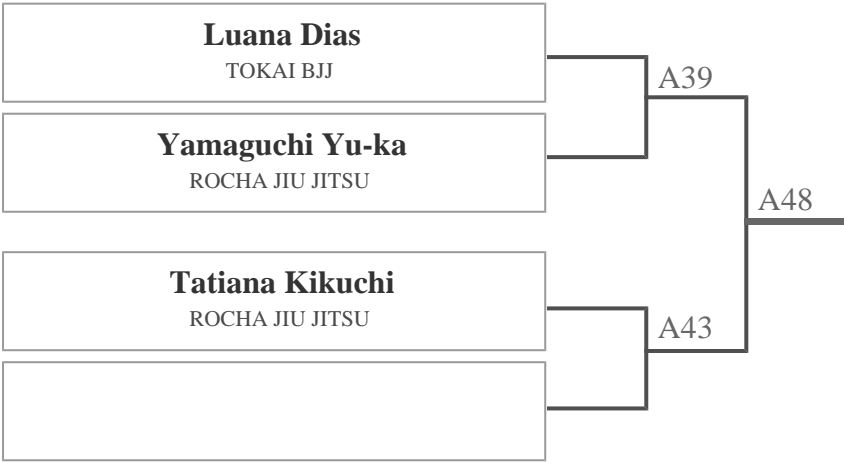 Luana Dias
TOKAI BJJ
A39
Yamaguchi Yu-ka
ROCHA JIU JITSU
A48
Tatiana Kikuchi
ROCHA JIU JITSU
A43